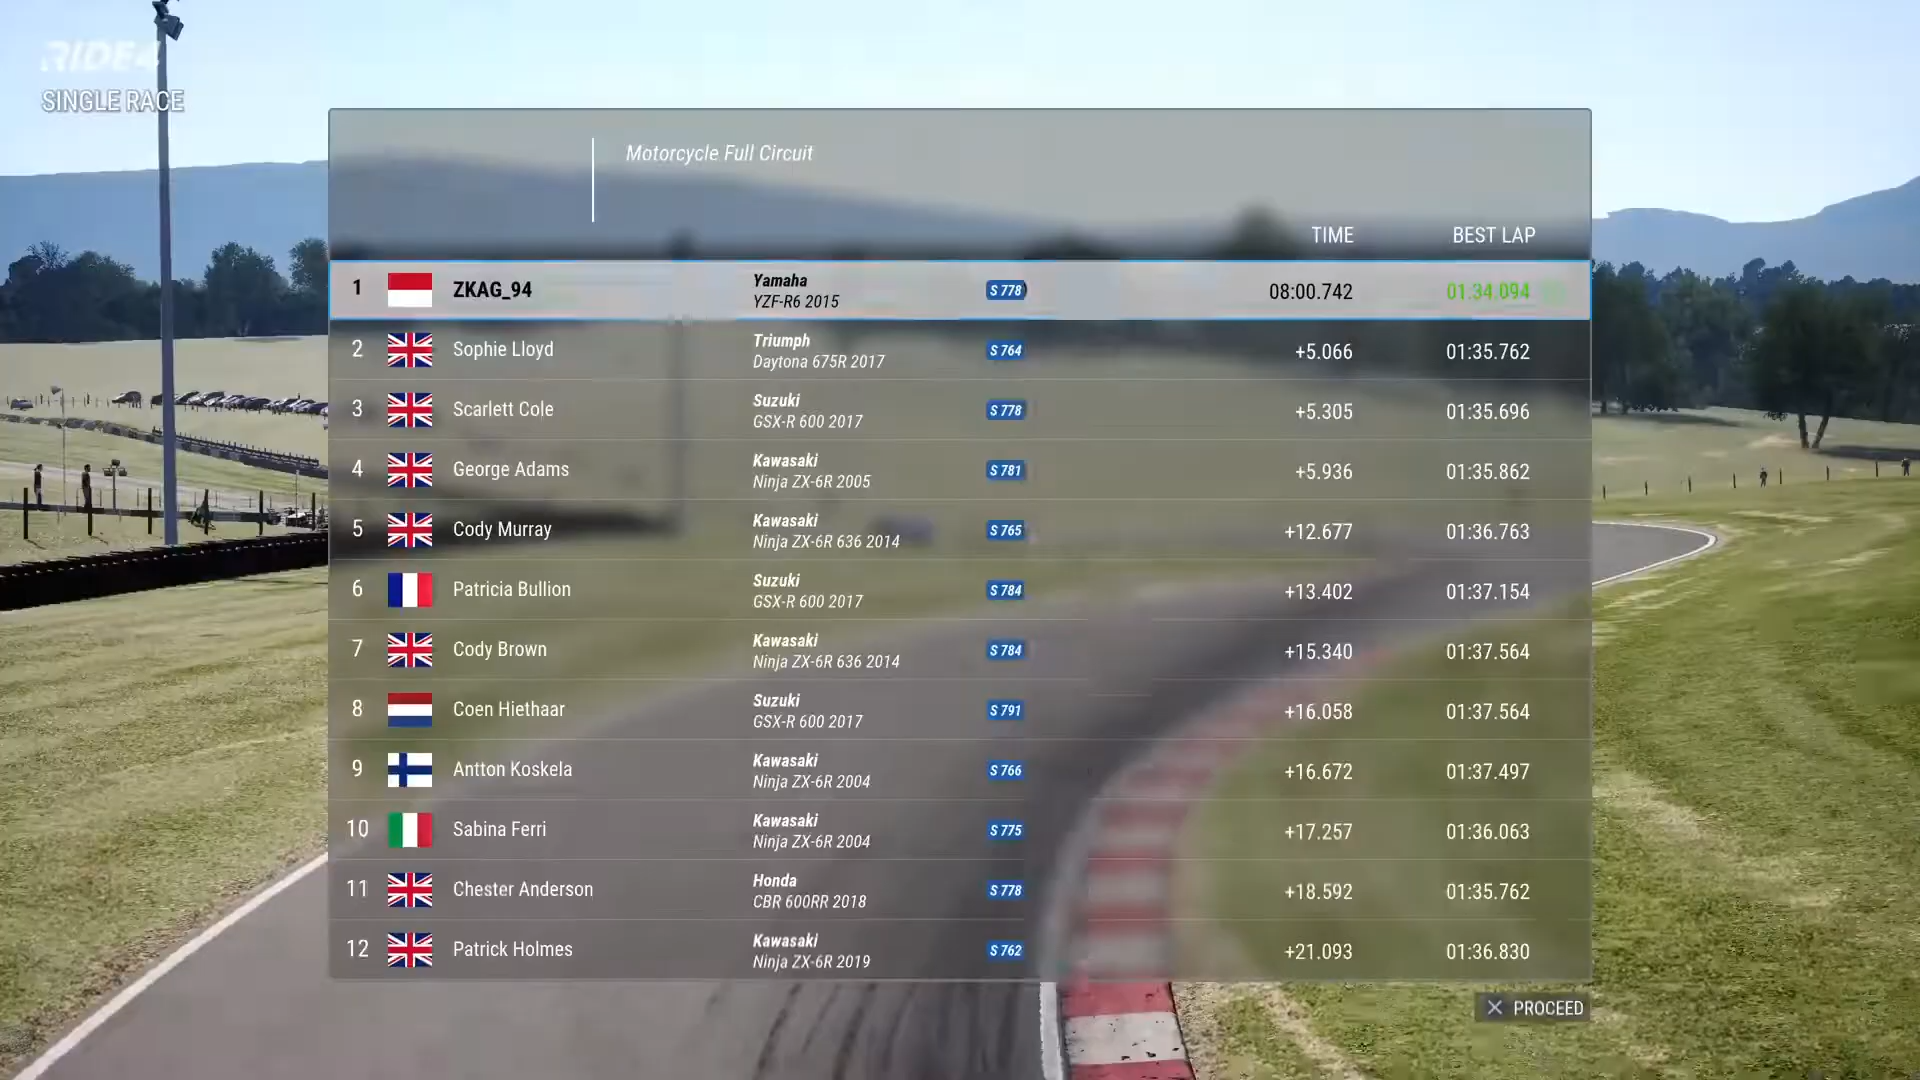 RIDE4
SINGLE RACE
Motorcycle Full Circuit
TIME BEST LAP
1 ZKAG_94 Yamaha YZF-R6 2015 S 778 08:00.742 01:34.094
2 Sophie Lloyd Triumph Daytona 675R 2017 S 764 +5.066 01:35.762
3 Scarlett Cole Suzuki GSX-R 600 2017 S 778 +5.305 01:35.696
4 George Adams Kawasaki Ninja ZX-6R 2005 S 781 +5.936 01:35.862
5 Cody Murray Kawasaki Ninja ZX-6R 636 2014 S 765 +12.677 01:36.763
6 Patricia Bullion Suzuki GSX-R 600 2017 S 784 +13.402 01:37.154
7 Cody Brown Kawasaki Ninja ZX-6R 636 2014 S 784 +15.340 01:37.564
8 Coen Hiethaar Suzuki GSX-R 600 2017 S 791 +16.058 01:37.564
9 Antton Koskela Kawasaki Ninja ZX-6R 2004 S 766 +16.672 01:37.497
10 Sabina Ferri Kawasaki Ninja ZX-6R 2004 S 775 +17.257 01:36.063
11 Chester Anderson Honda CBR 600RR 2018 S 778 +18.592 01:35.762
12 Patrick Holmes Kawasaki Ninja ZX-6R 2019 S 762 +21.093 01:36.830
PROCEED